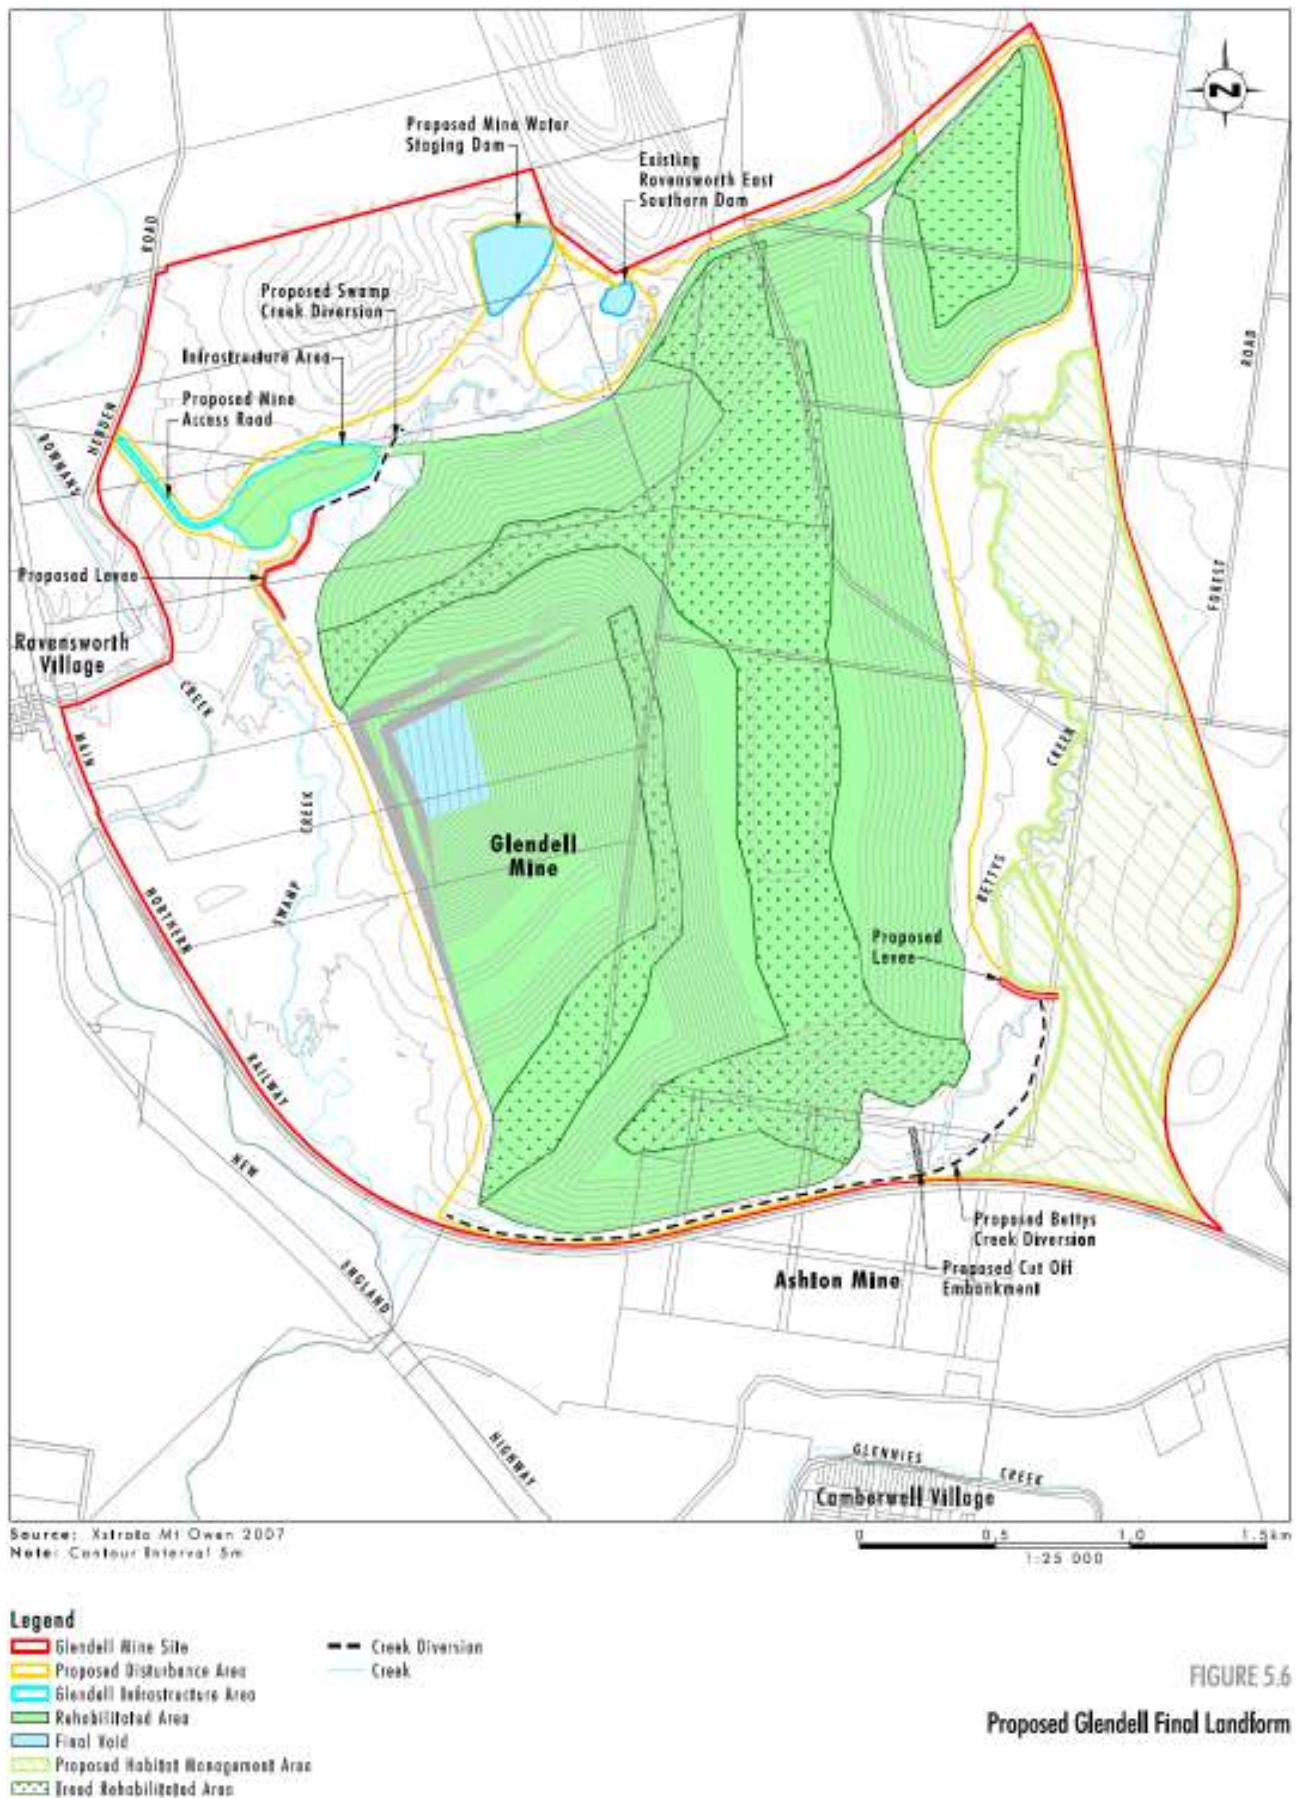 Proposed Mine Water
Staging Dam
Existing
Ravensworth East
Southern Dam
N
ROAD
Proposed Swamp
Creek Diversion
Infrastructure Area
Proposed Mine
Access Road
HEBDEN
BOWMANS
ROAD
FOREST
Proposed Levee
Ravensworth
Village
CREEK
MAIN
CREEK
CREEK
Glendell
Mine
SWAMP
BETTYS
NORTHERN
Proposed
Levee
RAILWAY
NEW
Proposed Bettys
Creek Diversion
Proposed Cut Off
Embankment
Ashton Mine
ENGLAND
HIGHWAY
GLENNIES
CREEK
Camberwell Village
Source: Xstrata Mt Owen 2007
Note: Contour Interval 5m
0 0.5 1.0 1.5km
1:25 000
Legend
Glendell Mine Site
Proposed Disturbance Area
Glendell Infrastructure Area
Rehabilitated Area
Final Void
Proposed Habitat Management Area
Treed Rehabilitated Area
Creek Diversion
Creek
FIGURE 5.6
Proposed Glendell Final Landform